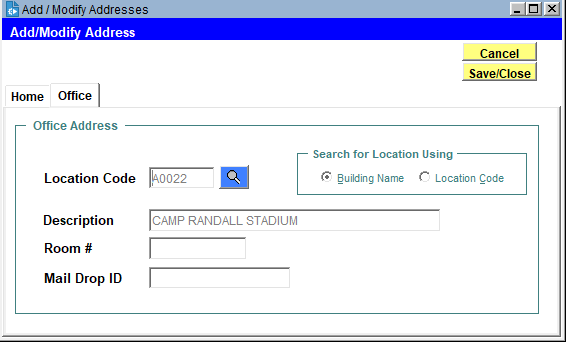 Add / Modify Addresses
Add/Modify Address
Cancel
Save/Close
Home Office
Office Address
Search for Location Using
Location Code A0022
Building Name Location Code
Description CAMP RANDALL STADIUM
Room #
Mail Drop ID